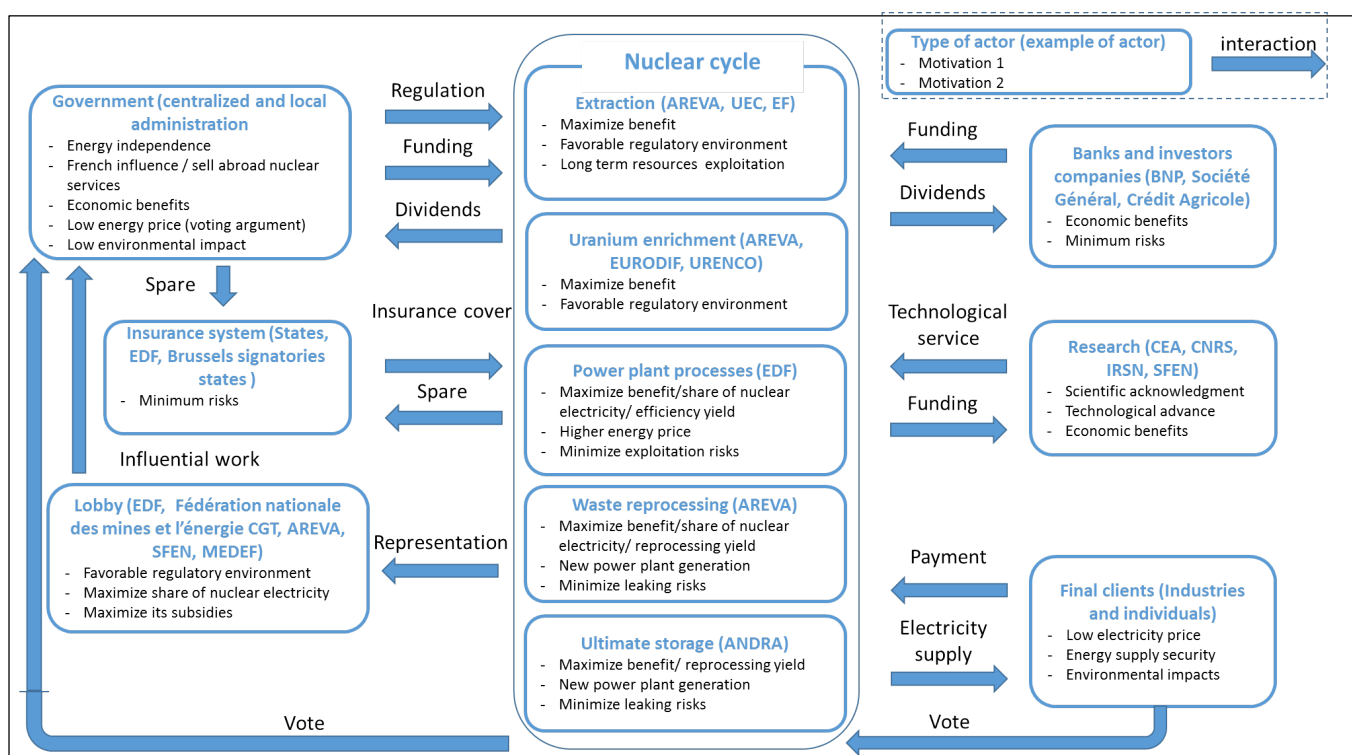 Type of actor (example of actor)
- Motivation 1
- Motivation 2
interaction
Government (centralized and local
administration
- Energy independence
- French influence / sell abroad nuclear
services
- Economic benefits
- Low energy price (voting argument)
- Low environmental impact
Regulation
Funding
Dividends
Spare
Insurance system (States,
EDF, Brussels signatories
states )
- Minimum risks
Insurance cover
Spare
Influential work
Lobby (EDF, Fédération nationale
des mines et l’énergie CGT, AREVA,
SFEN, MEDEF)
- Favorable regulatory environment
- Maximize share of nuclear electricity
- Maximize its subsidies
Representation
Vote
Nuclear cycle
Extraction (AREVA, UEC, EF)
- Maximize benefit
- Favorable regulatory environment
- Long term resources exploitation
Uranium enrichment (AREVA,
EURODIF, URENCO)
- Maximize benefit
- Favorable regulatory environment
Power plant processes (EDF)
- Maximize benefit/share of nuclear
electricity/ efficiency yield
- Higher energy price
- Minimize exploitation risks
Waste reprocessing (AREVA)
- Maximize benefit/share of nuclear
electricity/ reprocessing yield
- New power plant generation
- Minimize leaking risks
Ultimate storage (ANDRA)
- Maximize benefit/ reprocessing yield
- New power plant generation
- Minimize leaking risks
Funding
Dividends
Banks and investors
companies (BNP, Société
Général, Crédit Agricole)
- Economic benefits
- Minimum risks
Technological
service
Funding
Research (CEA, CNRS,
IRSN, SFEN)
- Scientific acknowledgment
- Technological advance
- Economic benefits
Payment
Electricity
supply
Final clients (Industries
and individuals)
- Low electricity price
- Energy supply security
- Environmental impacts
Vote